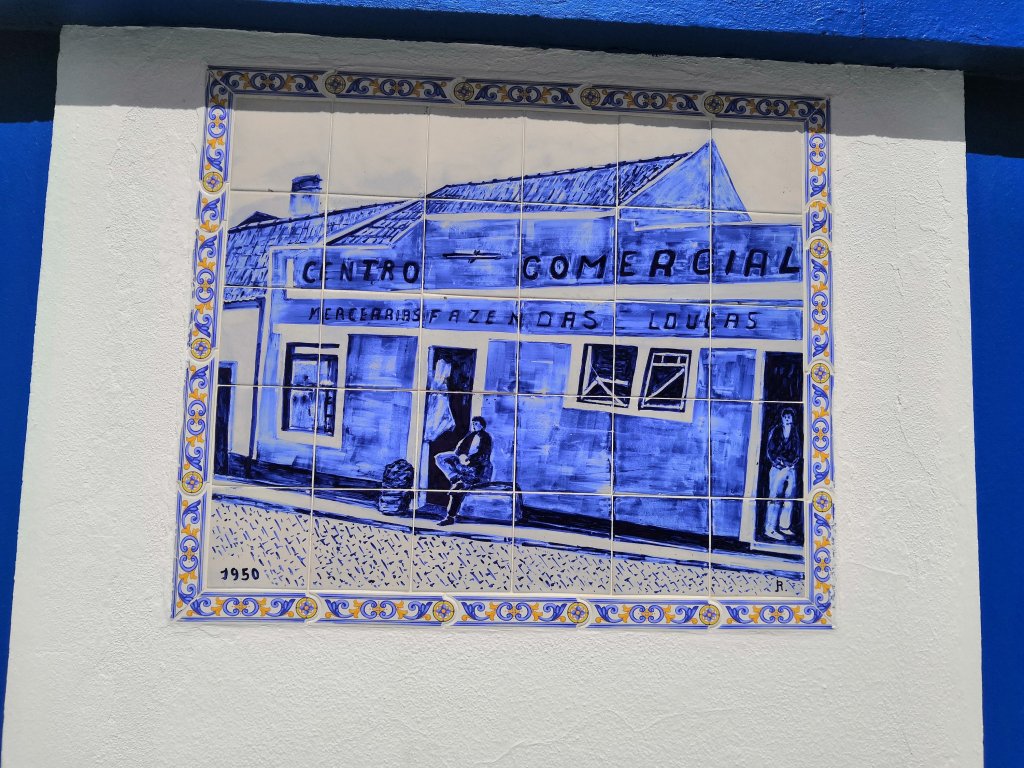 CENTRO COMERCIAL
MERCEARIAS FAZENDAS E LOUÇAS
1950
R.